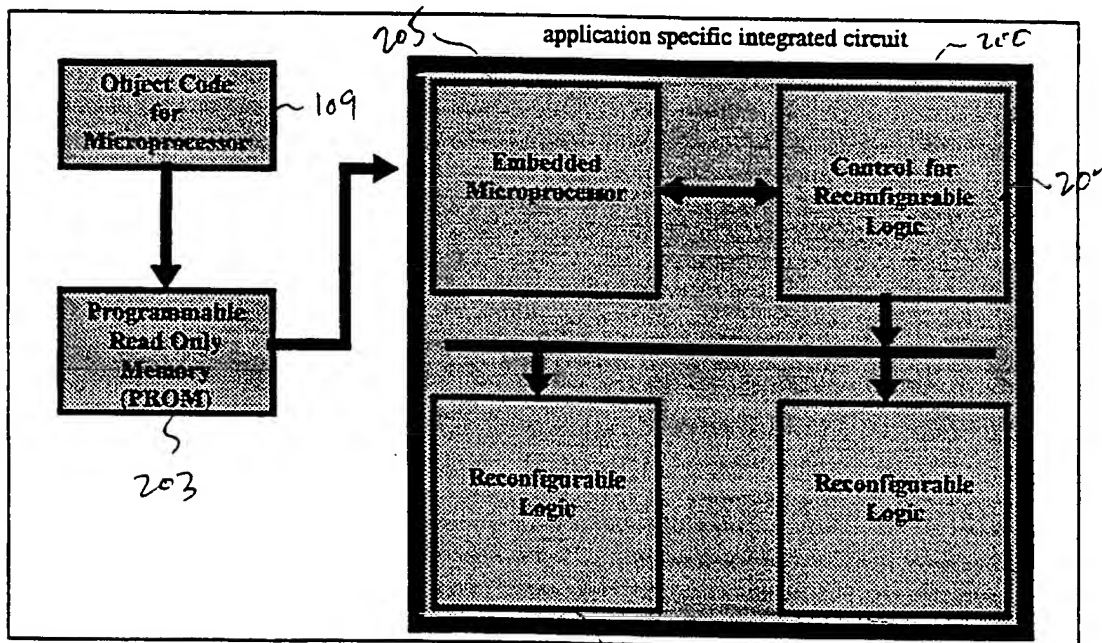 application specific integrated circuit
205
Object Code
for
Microprocessor
109
Embedded
Microprocessor
Control for
Reconfigurable
Logic
Programmable
Read Only
Memory
(PROM)
203
Reconfigurable
Logic
Reconfigurable
Logic